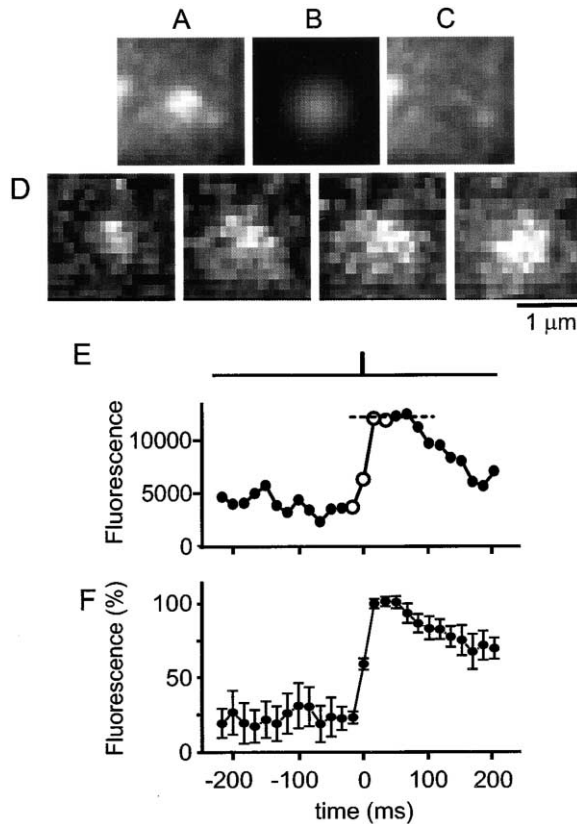 A B C
D
1 μm
E
Fluorescence
10000
5000
0
F
Fluorescence (%)
100
50
0
-200 -100 0 100 200
time (ms)